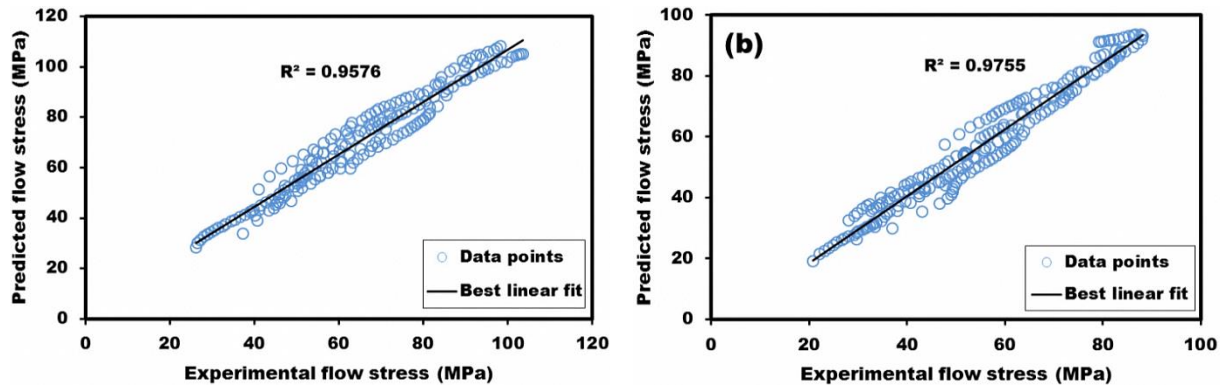 120
100
80
60
40
20
0
Predicted flow stress (MPa)
R² = 0.9576
Data points
Best linear fit
0 20 40 60 80 100 120
Experimental flow stress (MPa)
100
80
60
40
20
0
Predicted flow stress (MPa)
(b)
R² = 0.9755
Data points
Best linear fit
0 20 40 60 80 100
Experimental flow stress (MPa)